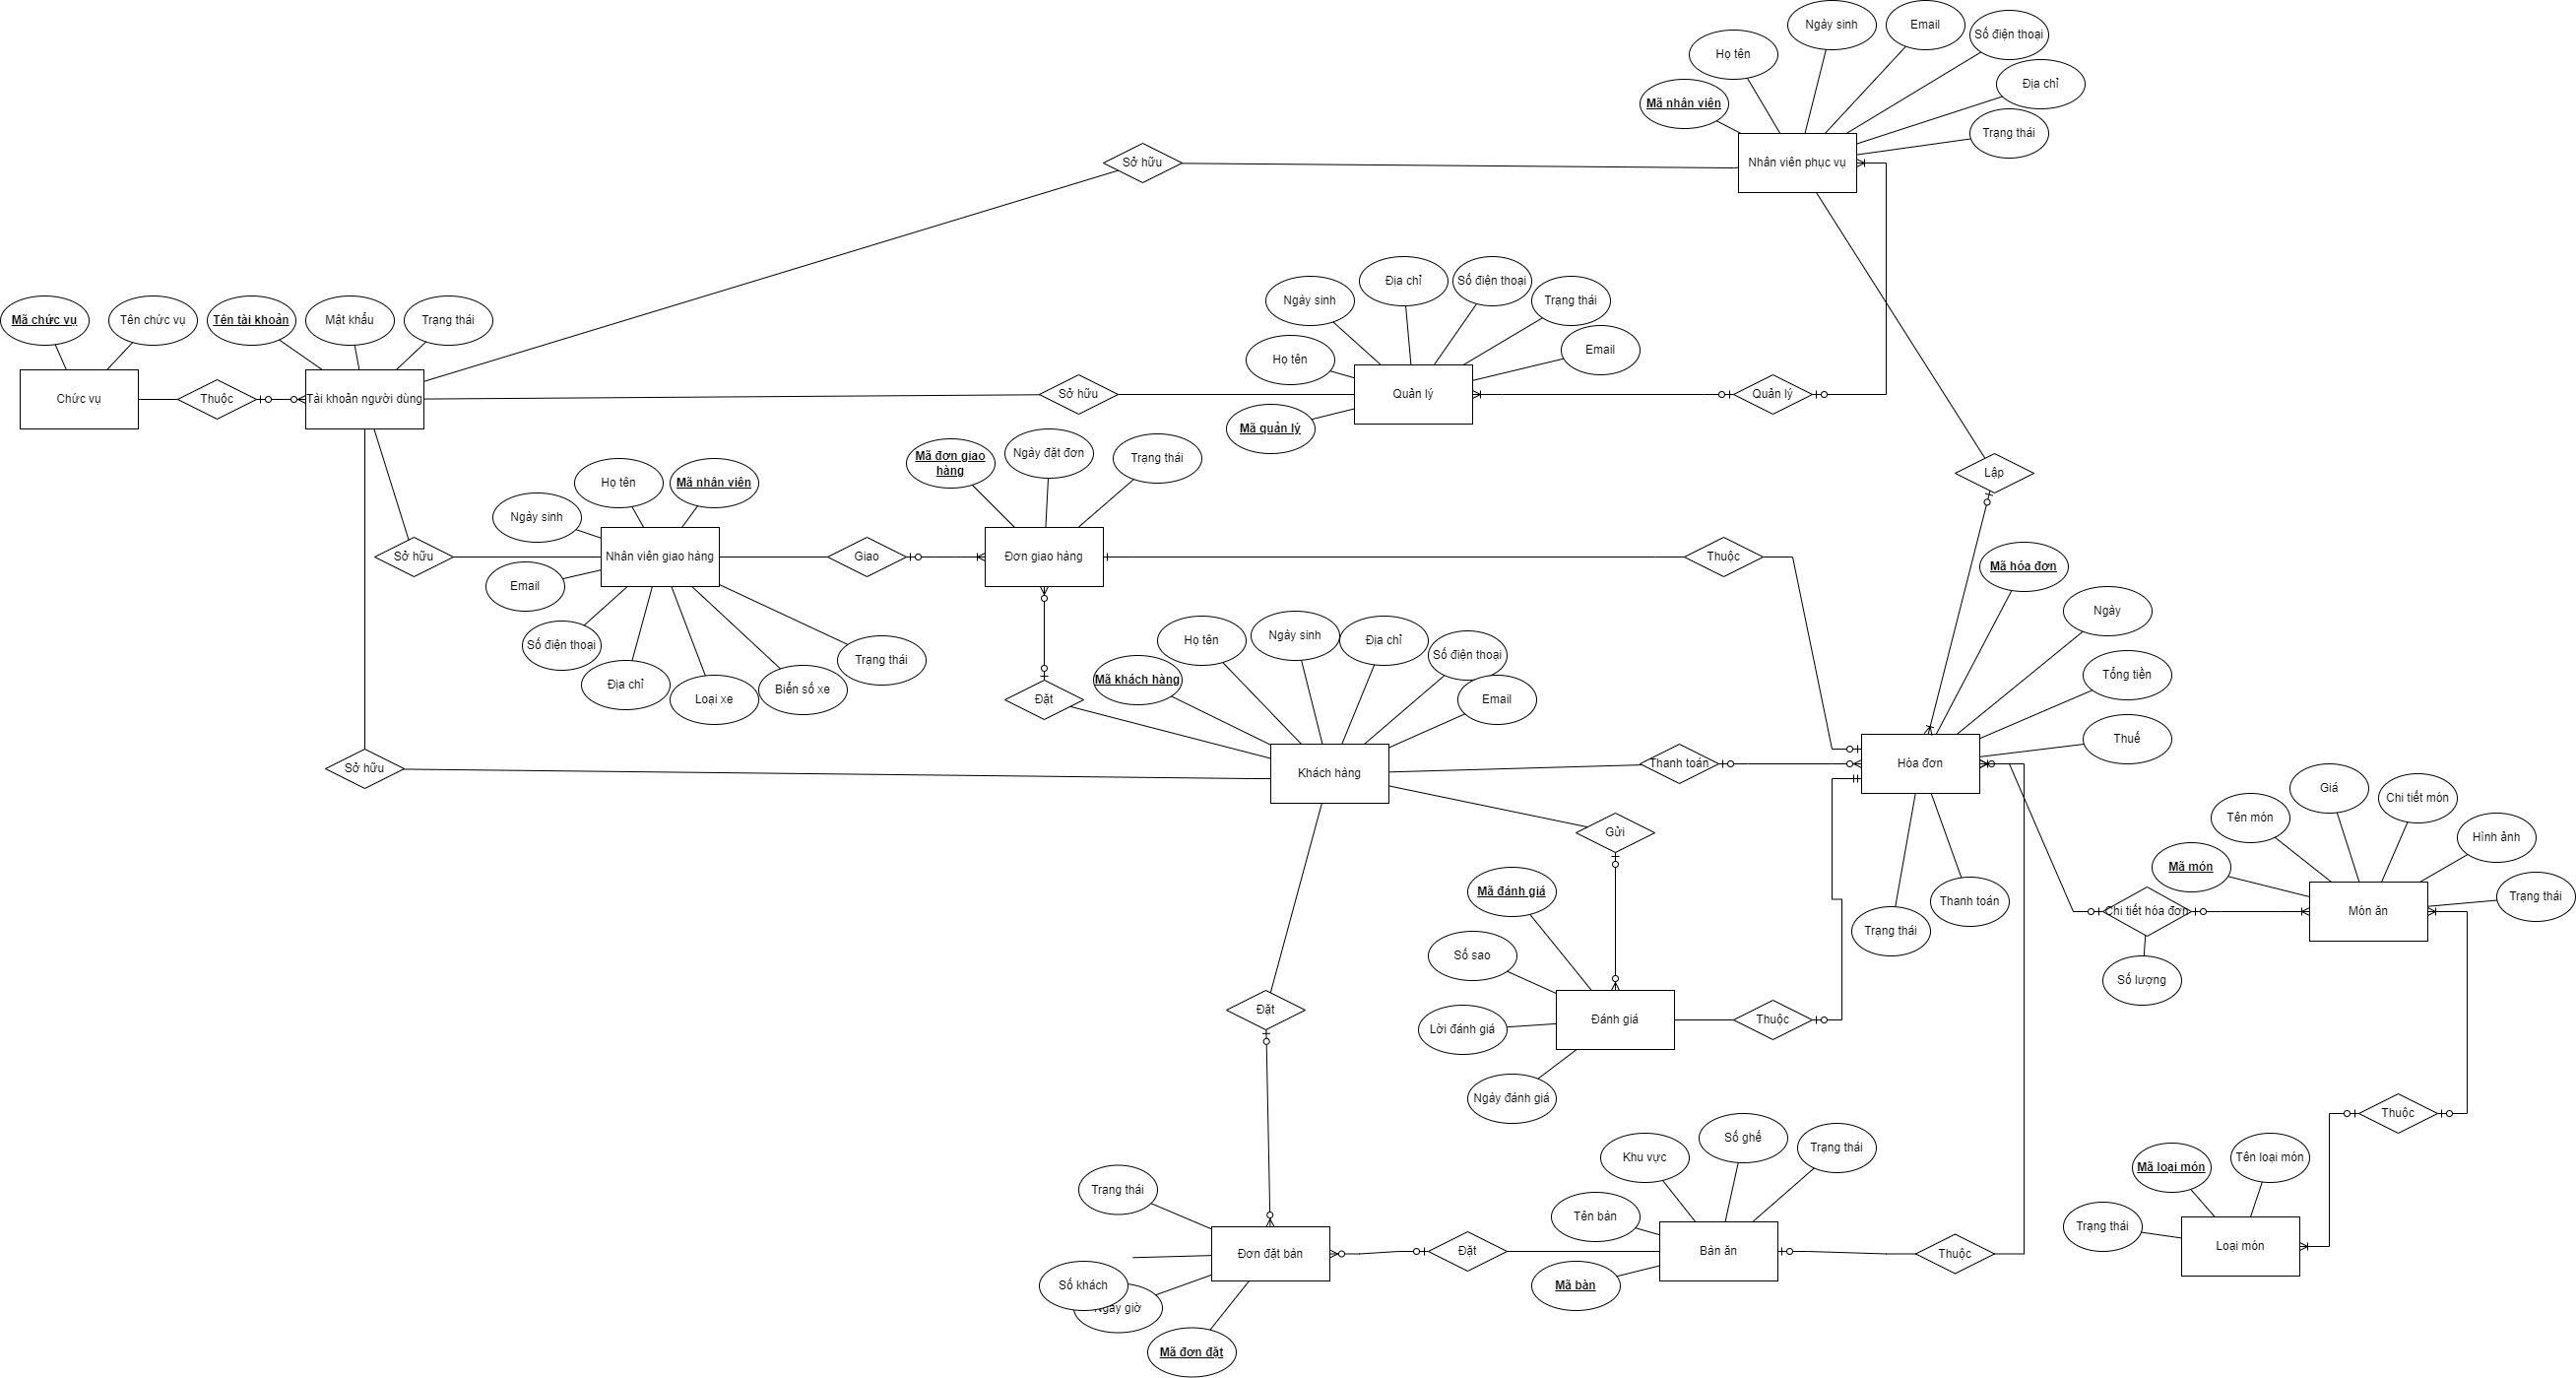 Ngày sinh
Email
Số điện thoại
Họ tên
Địa chỉ
Mã nhân viên
Trạng thái
Nhân viên phục vụ
Sở hữu
Địa chỉ
Số điện thoại
Ngày sinh
Trạng thái
Mã chức vụ
Tên chức vụ
Tên tài khoản
Mật khẩu
Trạng thái
Họ tên
Email
Chức vụ
Thuộc
Tài khoản người dùng
Sở hữu
Quản lý
Quản lý
Mã quản lý
Mã đơn giao
hàng
Ngày đặt đơn
Trạng thái
Lập
Họ tên
Mã nhân viên
Ngày sinh
Sở hữu
Nhân viên giao hàng
Giao
Đơn giao hàng
Thuộc
Mã hóa đơn
Email
Ngày
Số điện thoại
Họ tên
Ngày sinh
Địa chỉ
Số điện thoại
Trạng thái
Mã khách hàng
Tổng tiền
Địa chỉ
Loại xe
Biển số xe
Đặt
Email
Thuế
Sở hữu
Khách hàng
Thanh toán
Hóa đơn
Giá
Chi tiết món
Tên món
Gửi
Hình ảnh
Mã món
Mã đánh giá
Trạng thái
Thanh toán
Trạng thái
Chi tiết hóa đơn
Món ăn
Số sao
Số lượng
Đặt
Lời đánh giá
Đánh giá
Thuộc
Ngày đánh giá
Thuộc
Khu vực
Số ghế
Trạng thái
Mã loại món
Tên loại món
Trạng thái
Tên bàn
Trạng thái
Đơn đặt bàn
Đặt
Bàn ăn
Thuộc
Loại món
Số khách
Mã bàn
Ngày giờ
Mã đơn đặt